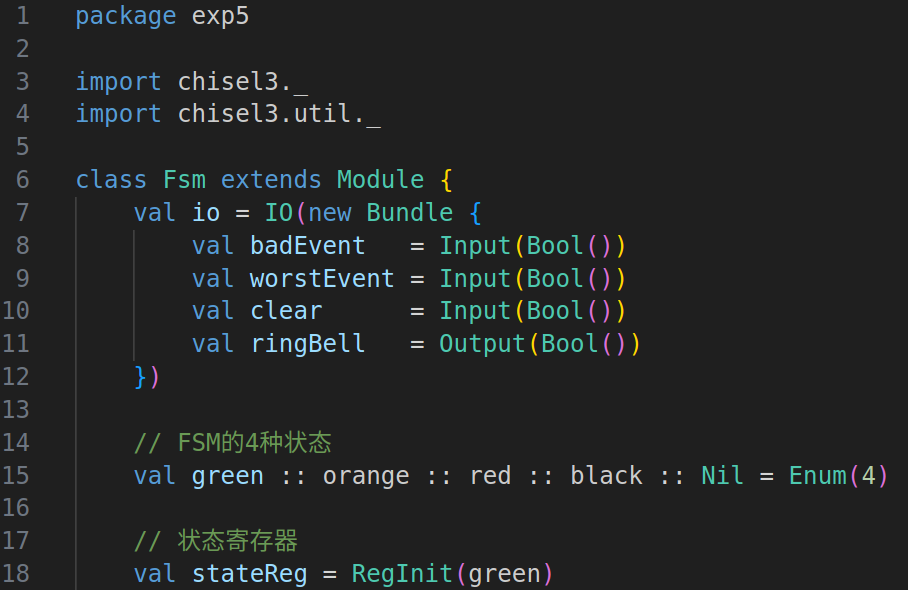 1 package exp5
2
3 import chisel3._
4 import chisel3.util._
5
6 class Fsm extends Module {
7     val io = IO(new Bundle {
8         val badEvent   = Input(Bool())
9         val worstEvent = Input(Bool())
10         val clear      = Input(Bool())
11         val ringBell   = Output(Bool())
12     })
13
14     // FSM的4种状态
15     val green :: orange :: red :: black :: Nil = Enum(4)
16
17     // 状态寄存器
18     val stateReg = RegInit(green)